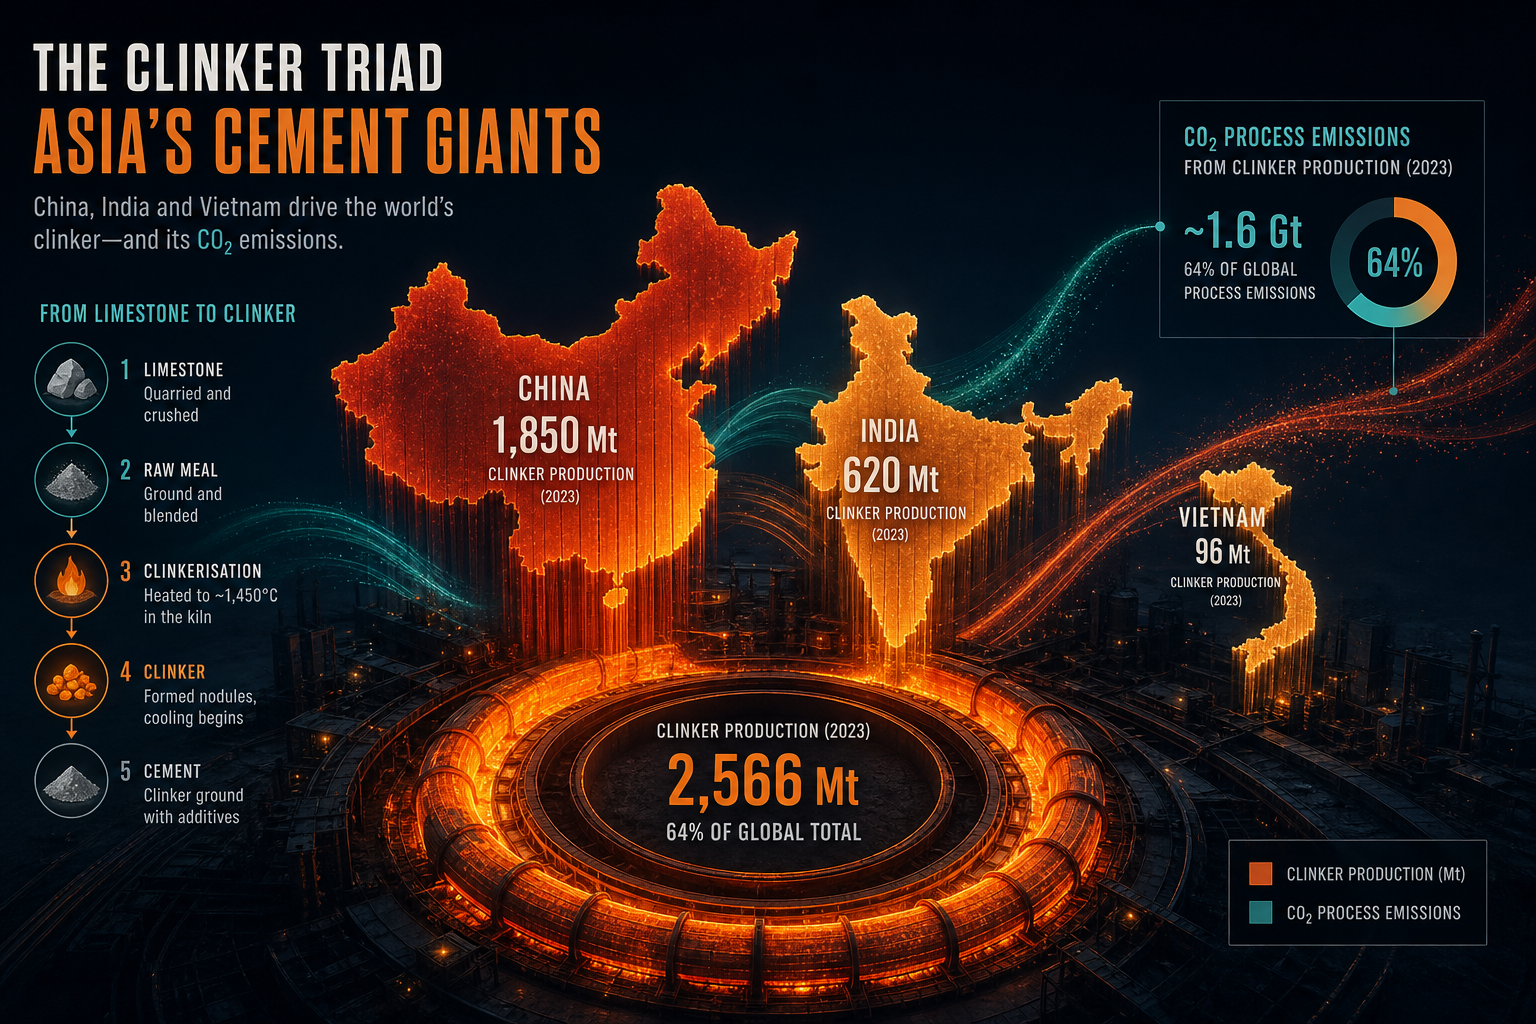 THE CLINKER TRIAD
ASIA'S CEMENT GIANTS
China, India and Vietnam drive the world's
clinker—and its CO₂ emissions.
FROM LIMESTONE TO CLINKER
1 LIMESTONE
Quarried and
crushed
2 RAW MEAL
Ground and
blended
3 CLINKERISATION
Heated to ~1,450°C
in the kiln
4 CLINKER
Formed nodules,
cooling begins
5 CEMENT
Clinker ground
with additives
CHINA
1,850 Mt
CLINKER PRODUCTION
(2023)
INDIA
620 Mt
CLINKER PRODUCTION
(2023)
VIETNAM
96 Mt
CLINKER PRODUCTION
(2023)
CO₂ PROCESS EMISSIONS
FROM CLINKER PRODUCTION (2023)
~1.6 Gt
64% OF GLOBAL
PROCESS EMISSIONS
64%
CLINKER PRODUCTION (2023)
2,566 Mt
64% OF GLOBAL TOTAL
CLINKER PRODUCTION (Mt)
CO₂ PROCESS EMISSIONS